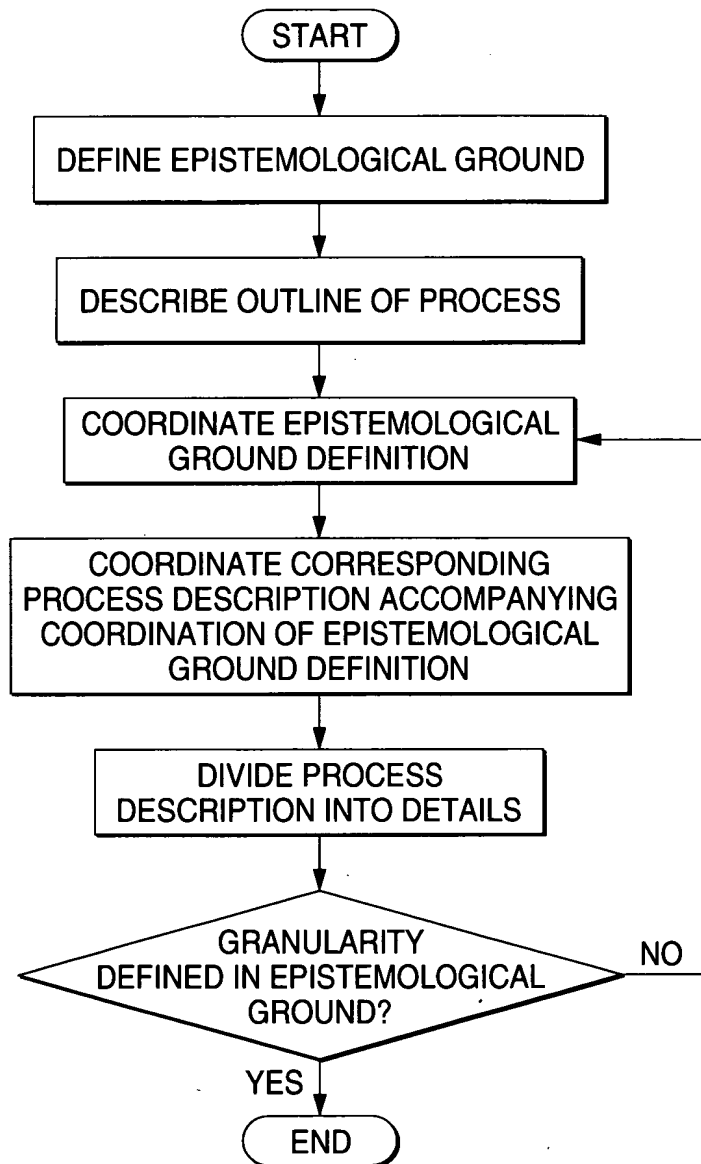 START
DEFINE EPISTEMOLOGICAL GROUND
DESCRIBE OUTLINE OF PROCESS
COORDINATE EPISTEMOLOGICAL
GROUND DEFINITION
COORDINATE CORRESPONDING
PROCESS DESCRIPTION ACCOMPANYING
COORDINATION OF EPISTEMOLOGICAL
GROUND DEFINITION
DIVIDE PROCESS
DESCRIPTION INTO DETAILS
GRANULARITY
DEFINED IN EPISTEMOLOGICAL
GROUND?
NO
YES
END